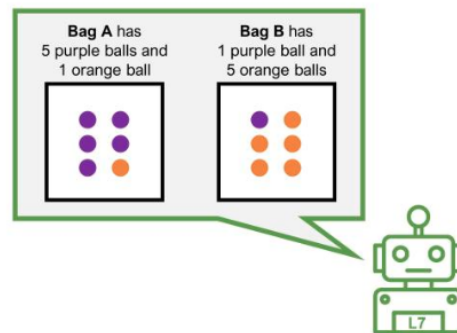 Bag A has
5 purple balls and
1 orange ball
Bag B has
1 purple ball and
5 orange balls
L7